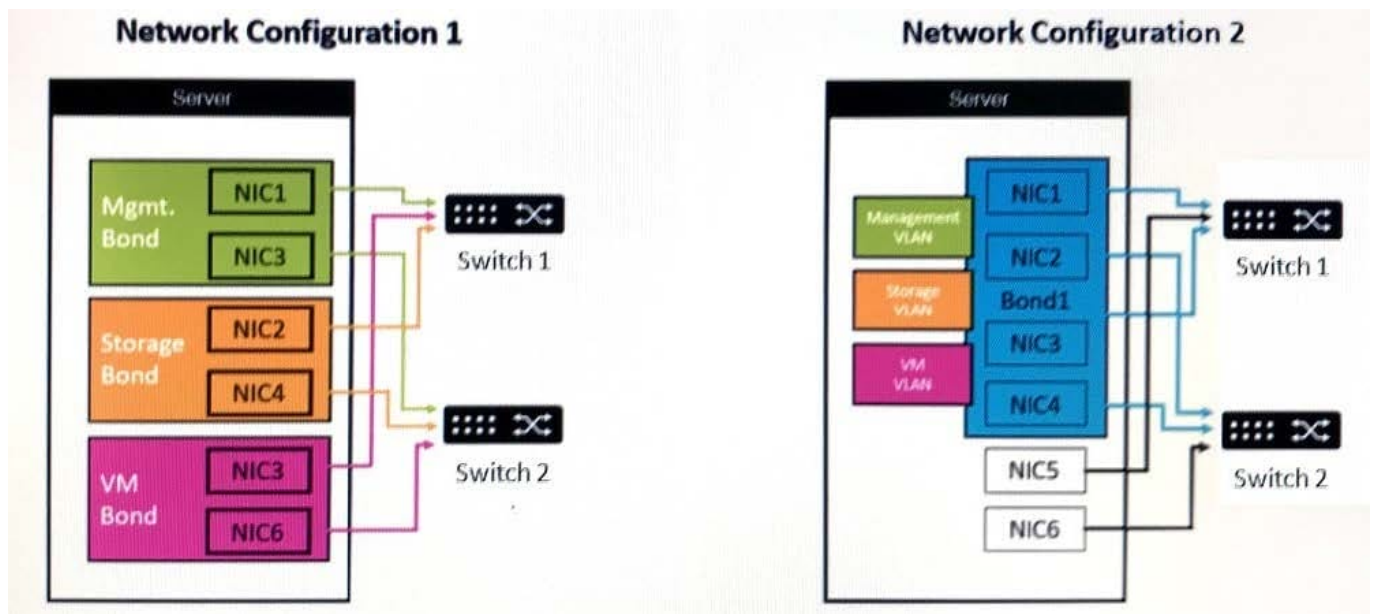 Network Configuration 1
Server
Mgmt.
Bond
NIC1
NIC3
Storage
Bond
NIC2
NIC4
VM
Bond
NIC3
NIC6
Switch 1
Switch 2
Network Configuration 2
Server
Management
VLAN
Storage
VLAN
VM
VLAN
NIC1
NIC2
Bond1
NIC3
NIC4
NIC5
NIC6
Switch 1
Switch 2